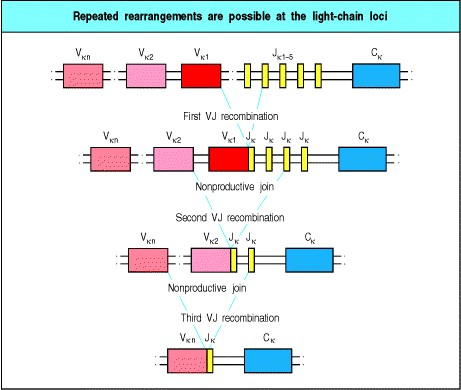 Repeated rearrangements are possible at the light-chain loci
Vκn Vκ2 Vκ1 Jκ1–5 Cκ
First VJ recombination
Vκn Vκ2 Vκ1 Jκ Jκ Jκ Jκ Cκ
Nonproductive join
Second VJ recombination
Vκn Vκ2 Jκ Jκ Cκ
Nonproductive join
Third VJ recombination
Vκn Jκ Cκ